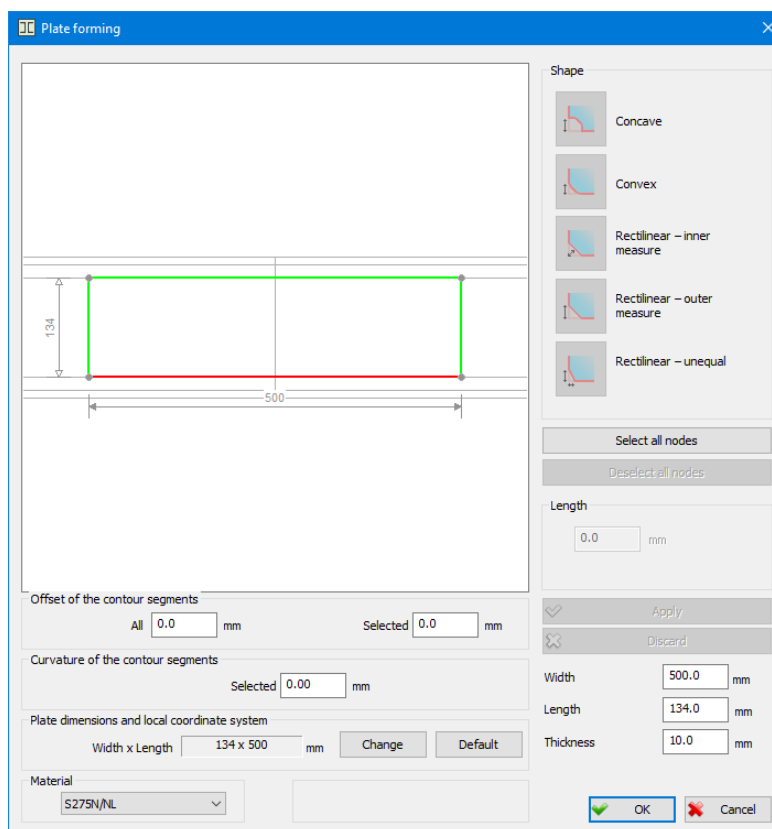 Plate forming
Shape
Concave
Convex
Rectilinear – inner
measure
Rectilinear – outer
measure
Rectilinear – unequal
134
500
Select all nodes
Deselect all nodes
Length
0.0 mm
Offset of the contour segments
All 0.0 mm Selected 0.0 mm
Apply
Discard
Curvature of the contour segments
Selected 0.00 mm
Width 500.0 mm
Length 134.0 mm
Thickness 10.0 mm
Plate dimensions and local coordinate system
Width x Length 134 x 500 mm Change Default
Material
S275N/NL
OK Cancel